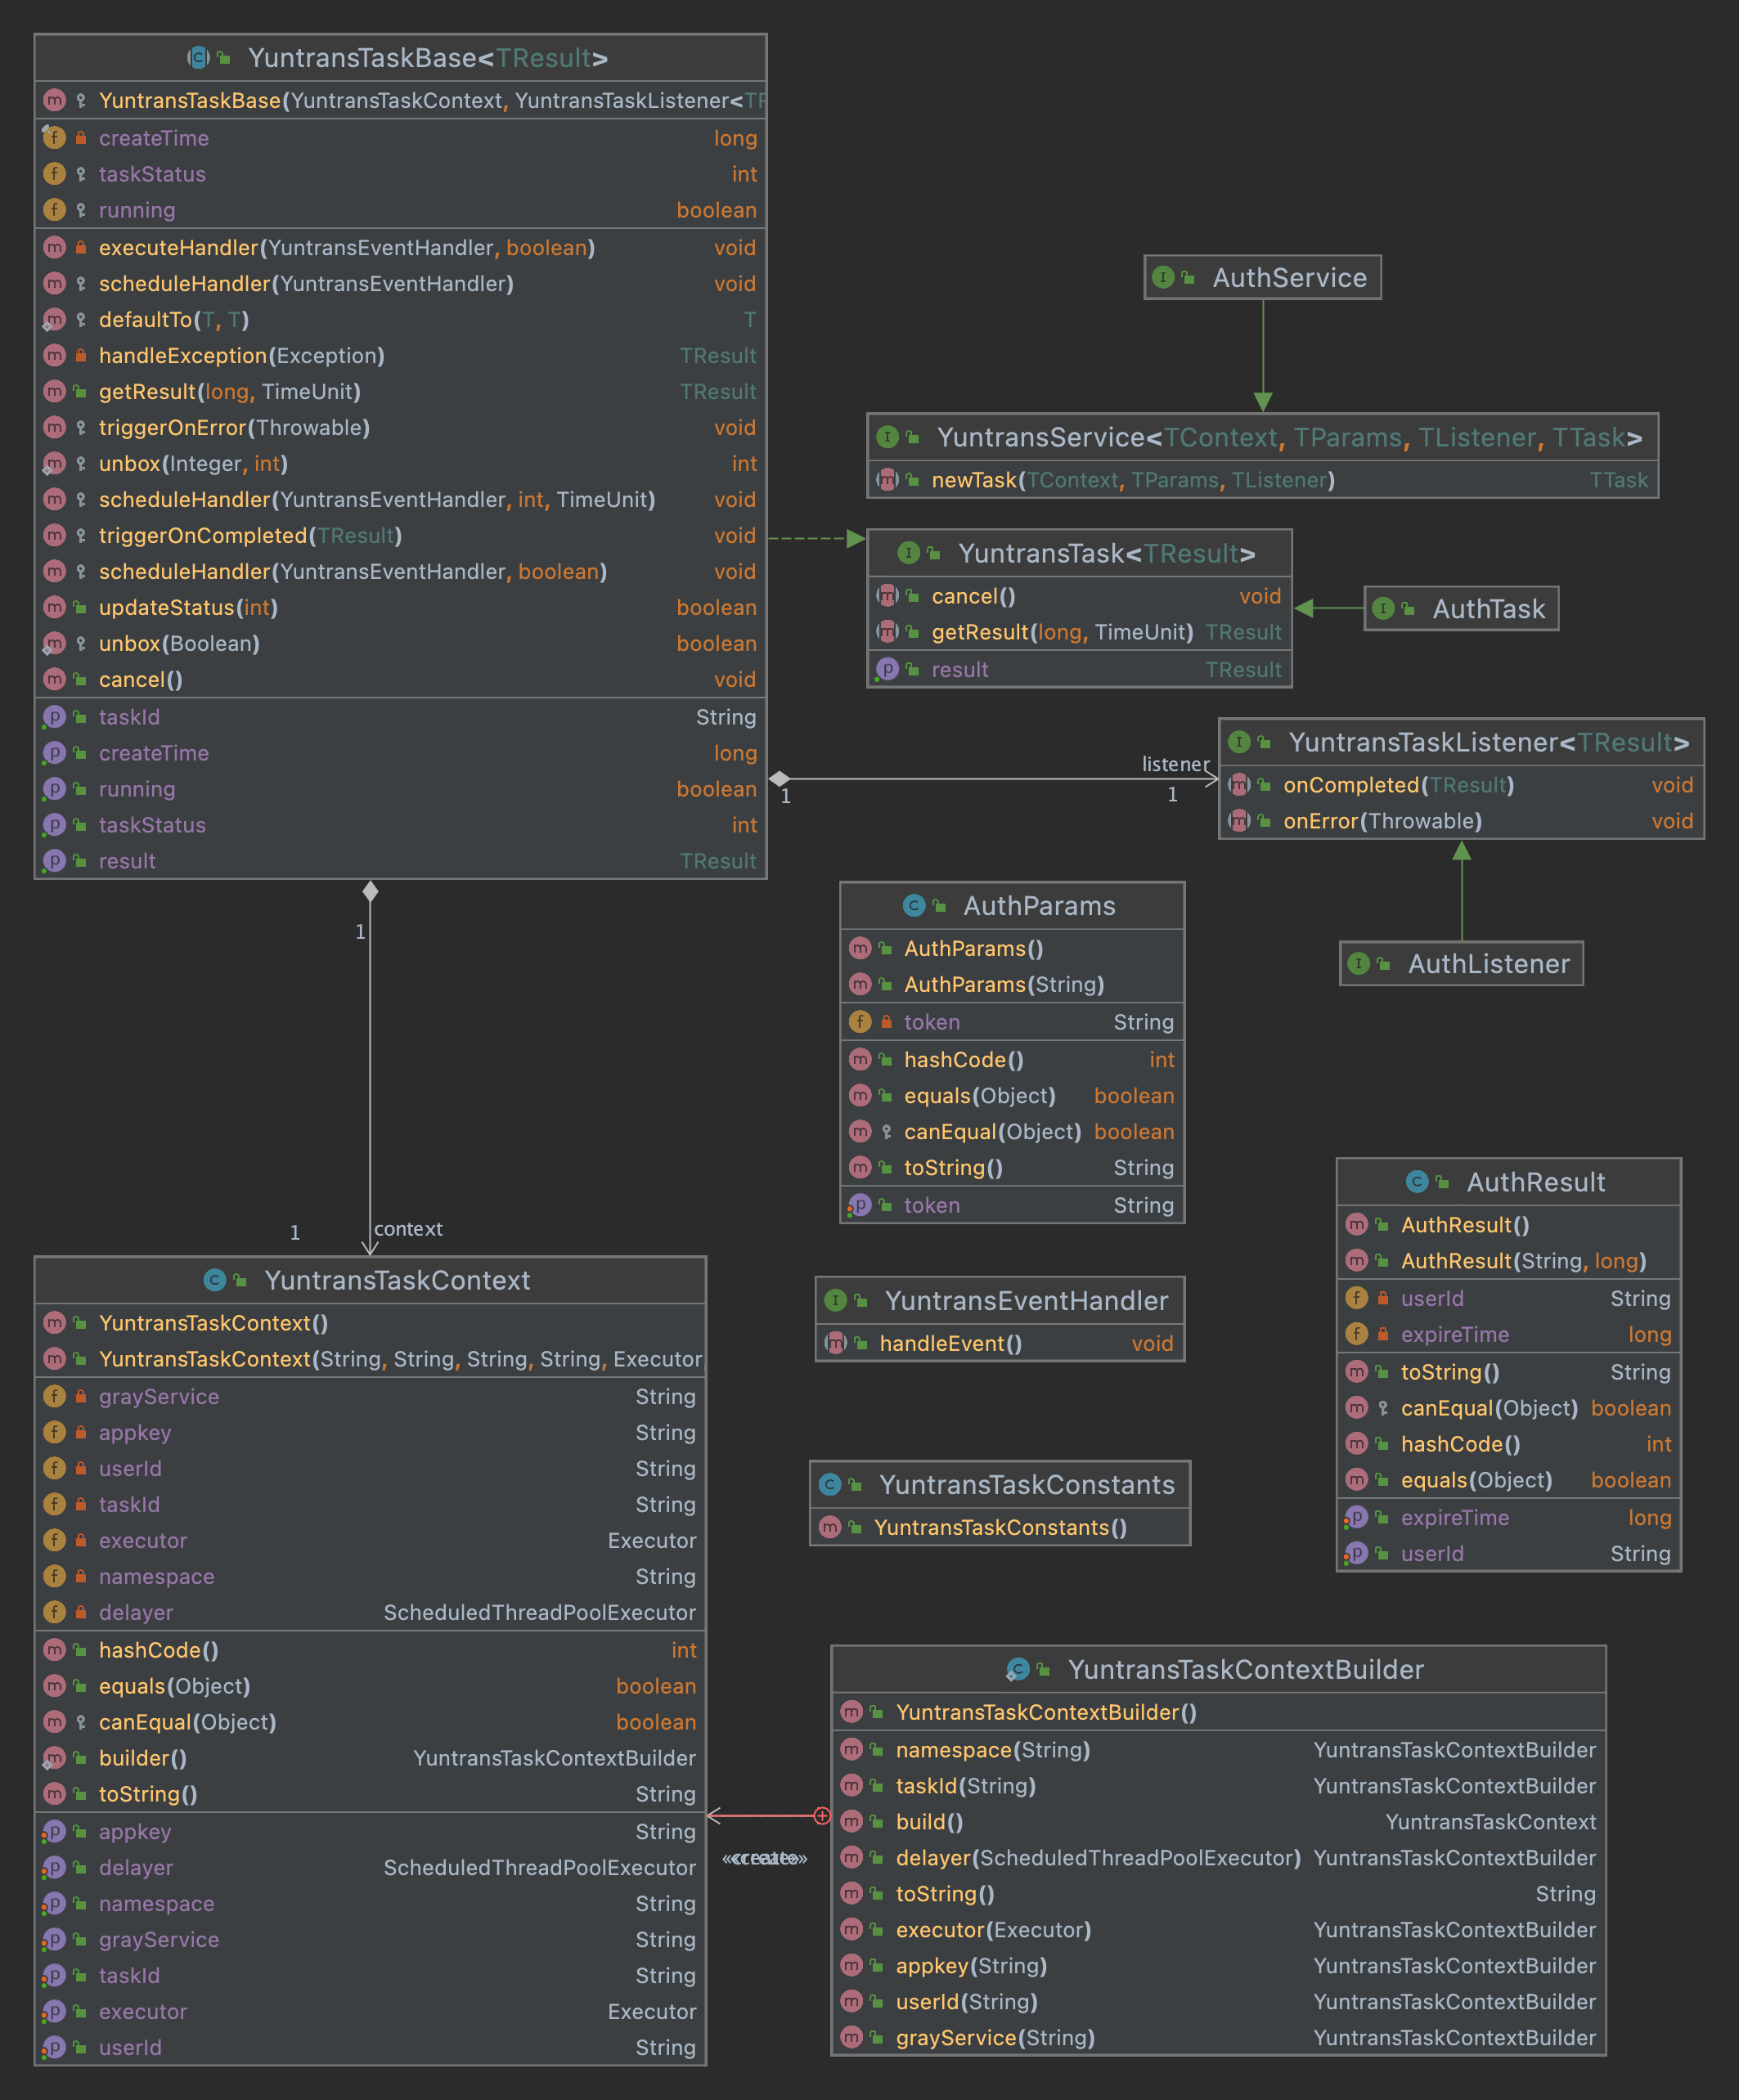 YuntransTaskBase<TResult>
YuntransTaskBase(YuntransTaskContext, YuntransTaskListener<TR
createTime long
taskStatus int
running boolean
executeHandler(YuntransEventHandler, boolean) void
scheduleHandler(YuntransEventHandler) void
defaultTo(T, T) T
handleException(Exception) TResult
getResult(long, TimeUnit) TResult
triggerOnError(Throwable) void
unbox(Integer, int) int
scheduleHandler(YuntransEventHandler, int, TimeUnit) void
triggerOnCompleted(TResult) void
scheduleHandler(YuntransEventHandler, boolean) void
updateStatus(int) boolean
unbox(Boolean) boolean
cancel() void
taskId String
createTime long
running boolean
taskStatus int
result TResult
AuthService
YuntransService<TContext, TParams, TListener, TTask>
newTask(TContext, TParams, TListener) TTask
YuntransTask<TResult>
cancel() void
getResult(long, TimeUnit) TResult
result TResult
AuthTask
listener
1
1
YuntransTaskListener<TResult>
onCompleted(TResult) void
onError(Throwable) void
AuthListener
AuthParams
AuthParams()
AuthParams(String)
token String
hashCode() int
equals(Object) boolean
canEqual(Object) boolean
toString() String
token String
1
1
context
AuthResult
AuthResult()
AuthResult(String, long)
userId String
expireTime long
toString() String
canEqual(Object) boolean
hashCode() int
equals(Object) boolean
expireTime long
userId String
YuntransTaskContext
YuntransTaskContext()
YuntransTaskContext(String, String, String, String, Executor,
grayService String
appkey String
userId String
taskId String
executor Executor
namespace String
delayer ScheduledThreadPoolExecutor
hashCode() int
equals(Object) boolean
canEqual(Object) boolean
builder() YuntransTaskContextBuilder
toString() String
appkey String
delayer ScheduledThreadPoolExecutor
namespace String
grayService String
taskId String
executor Executor
userId String
YuntransEventHandler
handleEvent() void
YuntransTaskConstants
YuntransTaskConstants()
«create»
YuntransTaskContextBuilder
YuntransTaskContextBuilder()
namespace(String) YuntransTaskContextBuilder
taskId(String) YuntransTaskContextBuilder
build() YuntransTaskContext
delayer(ScheduledThreadPoolExecutor) YuntransTaskContextBuilder
toString() String
executor(Executor) YuntransTaskContextBuilder
appkey(String) YuntransTaskContextBuilder
userId(String) YuntransTaskContextBuilder
grayService(String) YuntransTaskContextBuilder